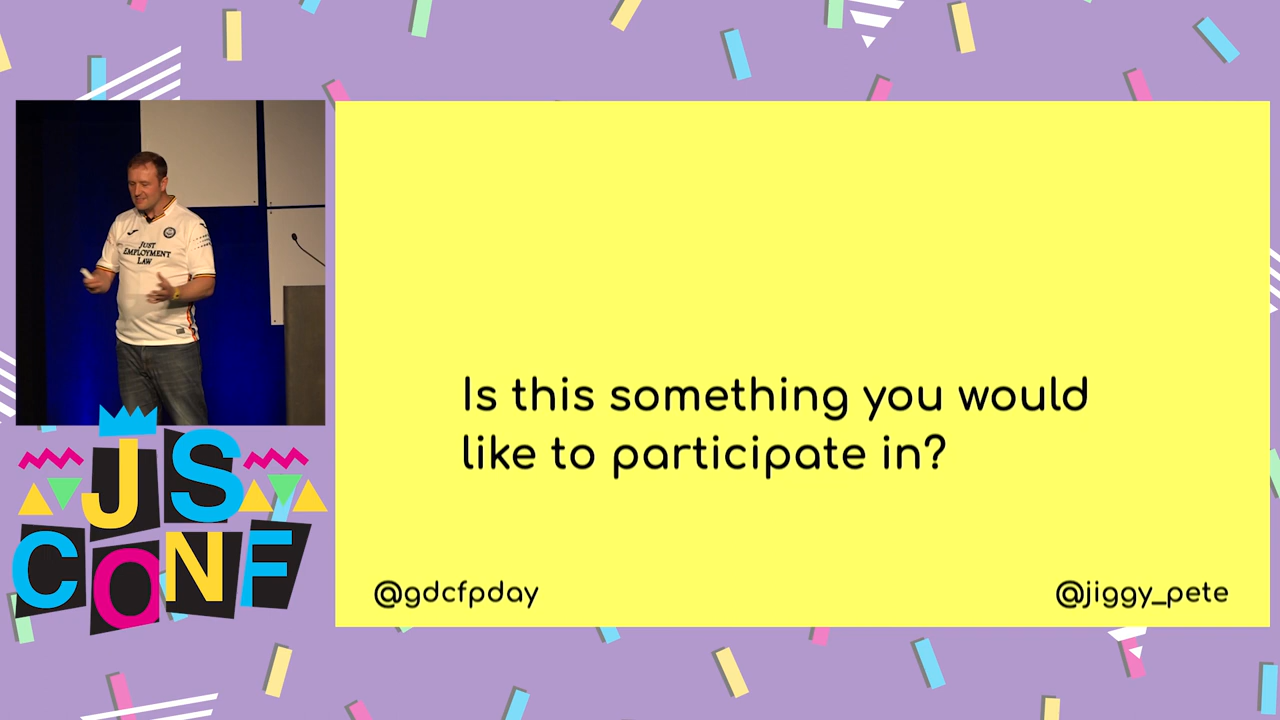 JUST
EMPLOYMENT
LAW
Is this something you would
like to participate in?
@gdcfpday
@jiggy_pete
JS
CONF